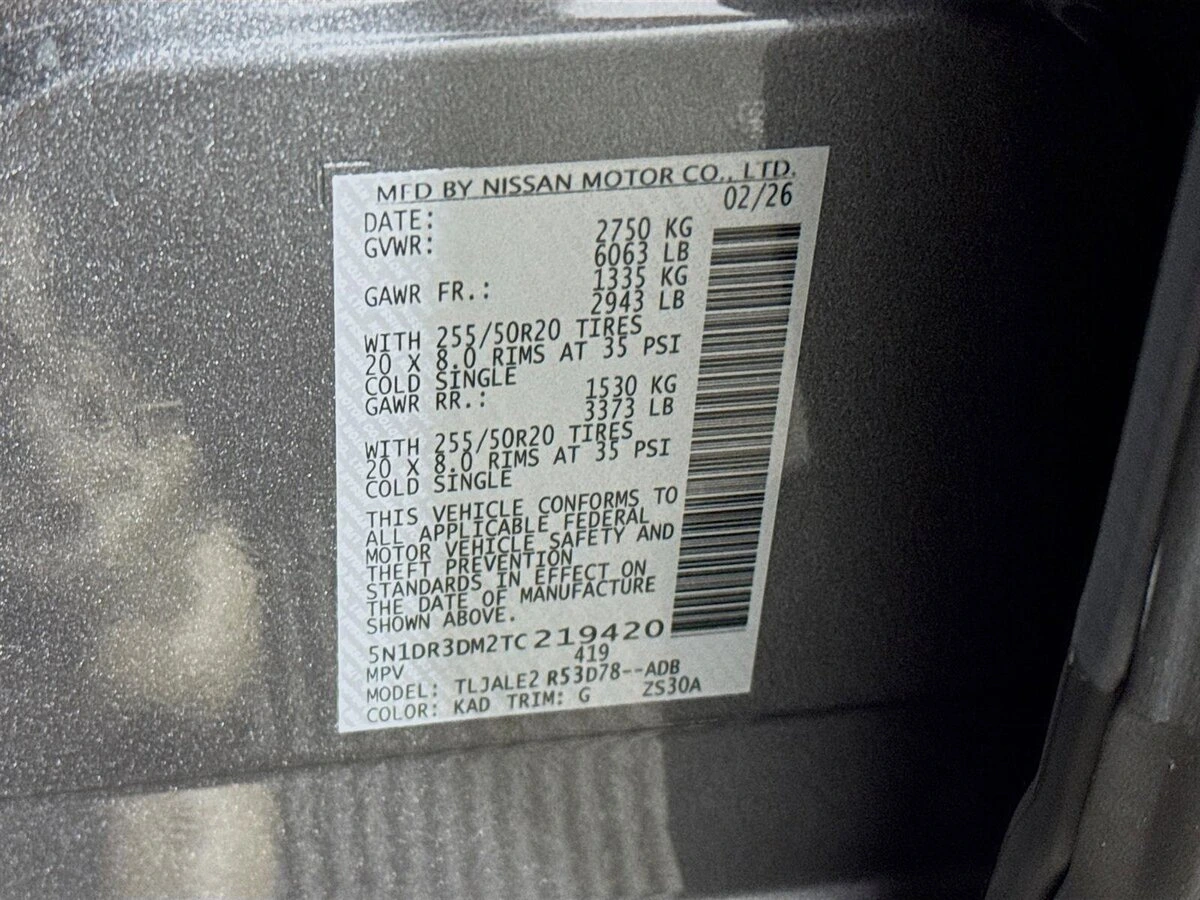 MFD BY NISSAN MOTOR CO., LTD.
DATE: 02/26
GVWR: 2750 KG
6063 LB
GAWR FR.: 1335 KG
2943 LB
WITH 255/50R20 TIRES
20 X 8.0 RIMS AT 35 PSI
COLD SINGLE
GAWR RR.: 1530 KG
3373 LB
WITH 255/50R20 TIRES
20 X 8.0 RIMS AT 35 PSI
COLD SINGLE
THIS VEHICLE CONFORMS TO
ALL APPLICABLE FEDERAL
MOTOR VEHICLE SAFETY AND
THEFT PREVENTION
STANDARDS IN EFFECT ON
THE DATE OF MANUFACTURE
SHOWN ABOVE.
5N1DR3DM2TC219420
MPV 419
MODEL: TLJALE2 R53D78--ADB
COLOR: KAD TRIM: G ZS30A